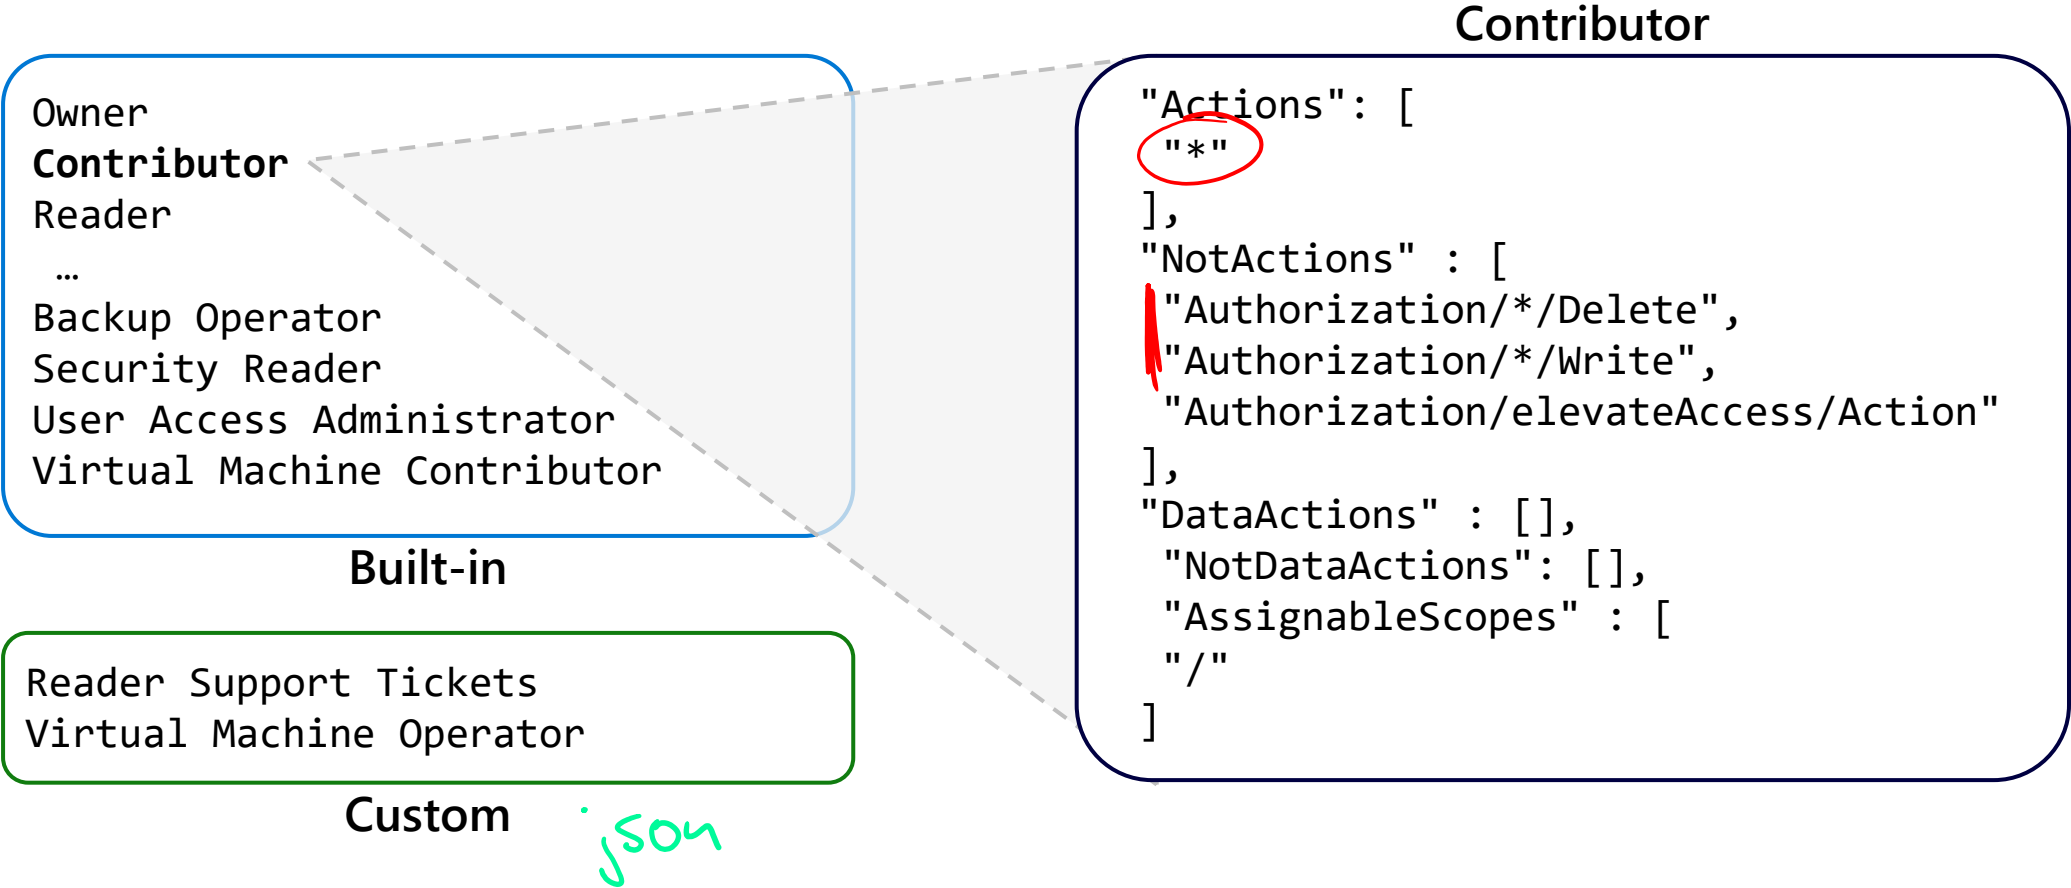 Owner
Contributor
Reader
…
Backup Operator
Security Reader
User Access Administrator
Virtual Machine Contributor
Built-in
Reader Support Tickets
Virtual Machine Operator
Custom
.json
Contributor
"Actions": [
"*"
],
"NotActions" : [
"Authorization/*/Delete",
"Authorization/*/Write",
"Authorization/elevateAccess/Action"
],
"DataActions" : [],
"NotDataActions": [],
"AssignableScopes" : [
"/"
]